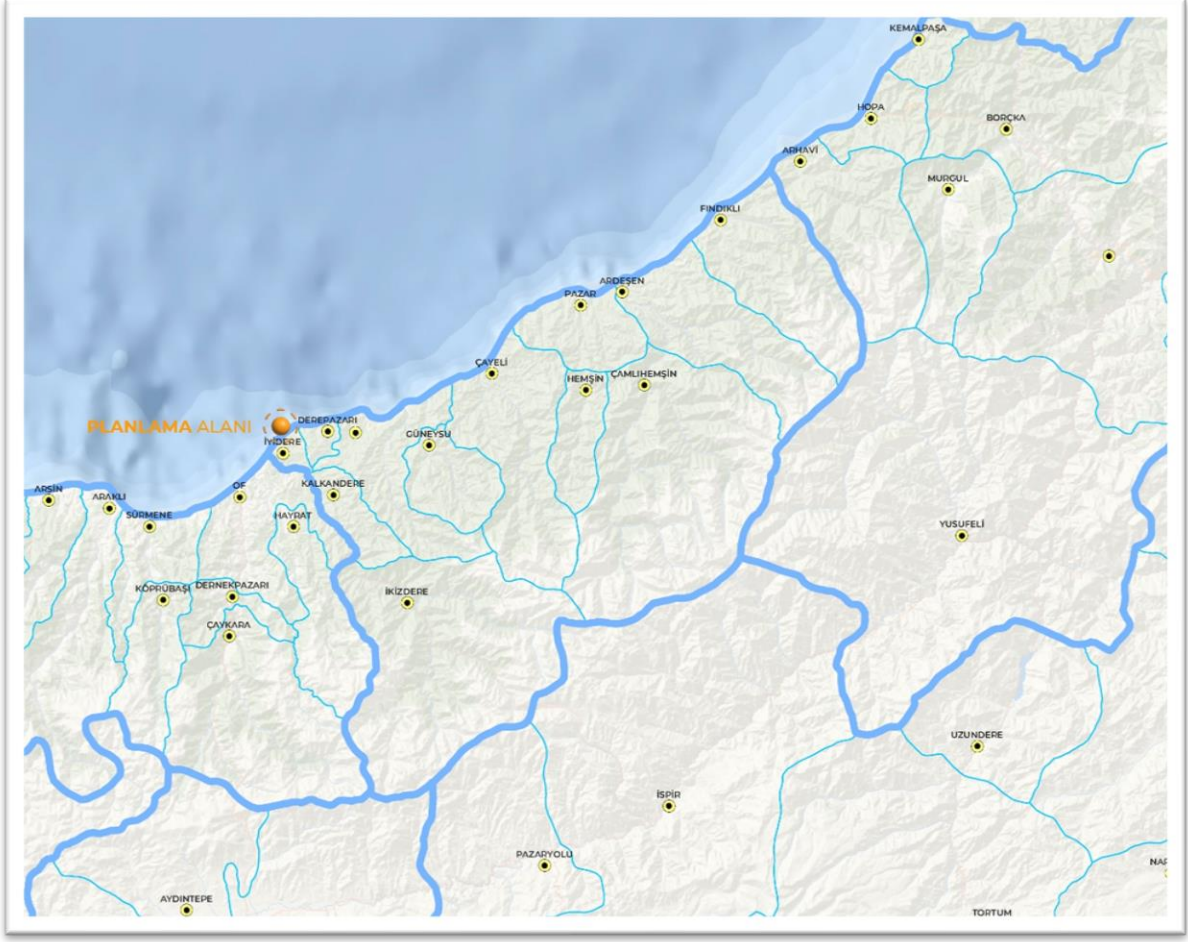 KEMALPAŞA
HOPA
BORÇKA
ARHAVİ
MURGUL
FINDIKLI
ARDEŞEN
PAZAR
ÇAYELİ
HEMŞİN
ÇAMLIHEMŞİN
PLANLAMA ALANI
DEREPAZARI
İYİDERE
GÜNEYSU
ARSİN
ARAKLI
OF
KALKANDERE
SÜRMENE
HAYRAT
YUSUFELİ
KÖPRÜBAŞI
DERNEKPAZARI
İKİZDERE
ÇAYKARA
UZUNDERE
İSPİR
PAZARYOLU
NAR
AYDINTEPE
TORTUM